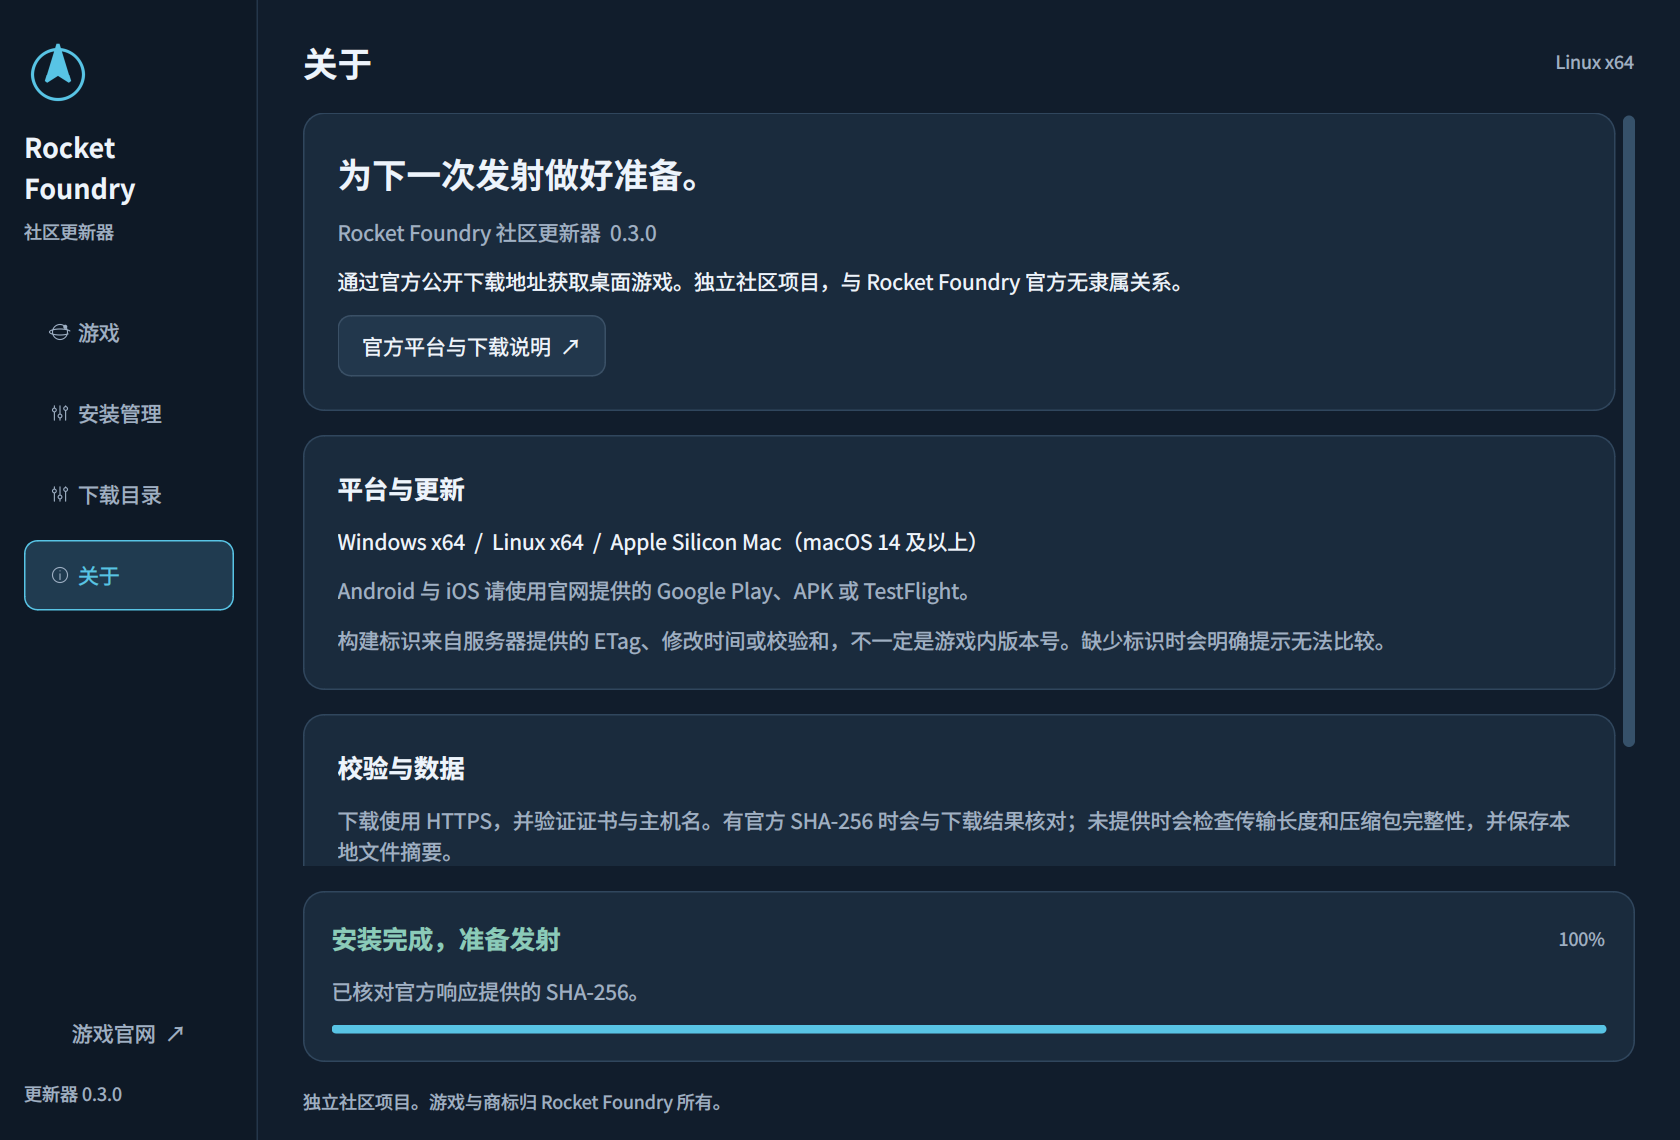 Rocket
Foundry
社区更新器
游戏
安装管理
下载目录
关于
游戏官网 ↗
更新器 0.3.0
关于
Linux x64
为下一次发射做好准备。
Rocket Foundry 社区更新器 0.3.0
通过官方公开下载地址获取桌面游戏。独立社区项目，与 Rocket Foundry 官方无隶属关系。
官方平台与下载说明 ↗
平台与更新
Windows x64 / Linux x64 / Apple Silicon Mac（macOS 14 及以上）
Android 与 iOS 请使用官网提供的 Google Play、APK 或 TestFlight。
构建标识来自服务器提供的 ETag、修改时间或校验和，不一定是游戏内版本号。缺少标识时会明确提示无法比较。
校验与数据
下载使用 HTTPS，并验证证书与主机名。有官方 SHA-256 时会与下载结果核对；未提供时会检查传输长度和压缩包完整性，并保存本
地文件摘要。
安装完成，准备发射
100%
已核对官方响应提供的 SHA-256。
独立社区项目。游戏与商标归 Rocket Foundry 所有。